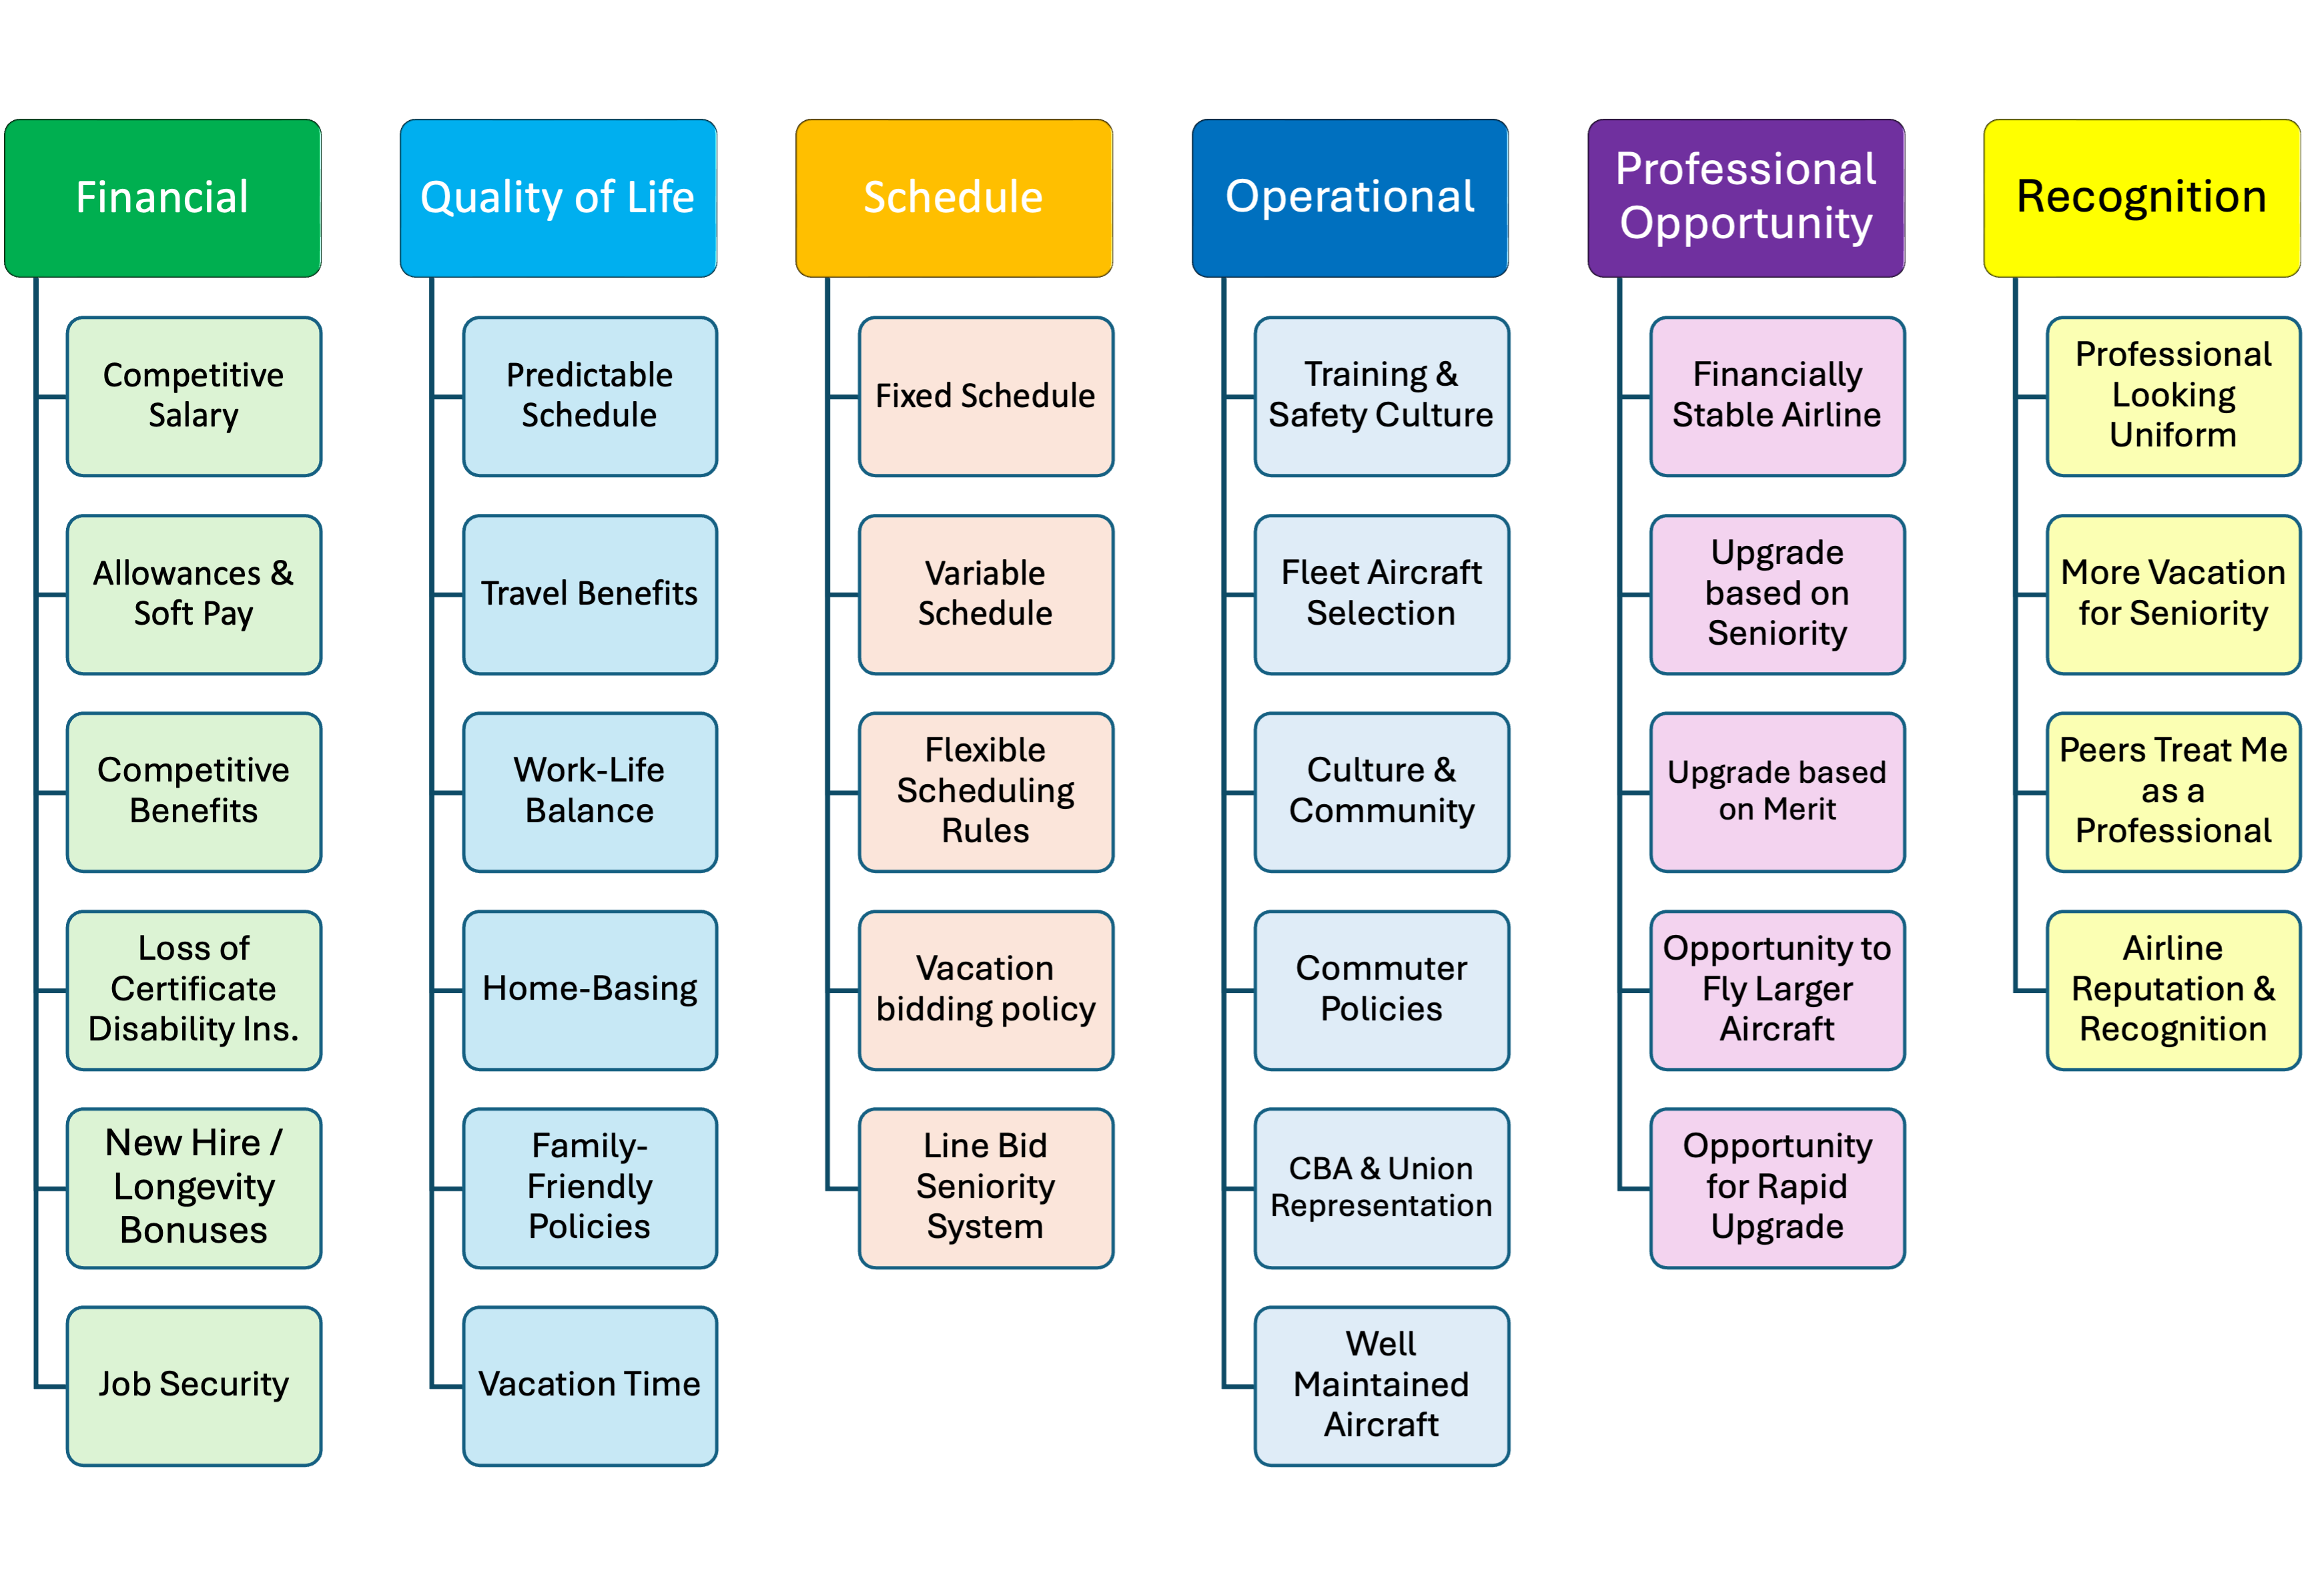 Financial
Competitive
Salary
Allowances &
Soft Pay
Competitive
Benefits
Loss of
Certificate
Disability Ins.
New Hire /
Longevity
Bonuses
Job Security
Quality of Life
Predictable
Schedule
Travel Benefits
Work-Life
Balance
Home-Basing
Family-
Friendly
Policies
Vacation Time
Schedule
Fixed Schedule
Variable
Schedule
Flexible
Scheduling
Rules
Vacation
bidding policy
Line Bid
Seniority
System
Operational
Training &
Safety Culture
Fleet Aircraft
Selection
Culture &
Community
Commuter
Policies
CBA & Union
Representation
Well
Maintained
Aircraft
Professional
Opportunity
Financially
Stable Airline
Upgrade
based on
Seniority
Upgrade based
on Merit
Opportunity to
Fly Larger
Aircraft
Opportunity
for Rapid
Upgrade
Recognition
Professional
Looking
Uniform
More Vacation
for Seniority
Peers Treat Me
as a
Professional
Airline
Reputation &
Recognition